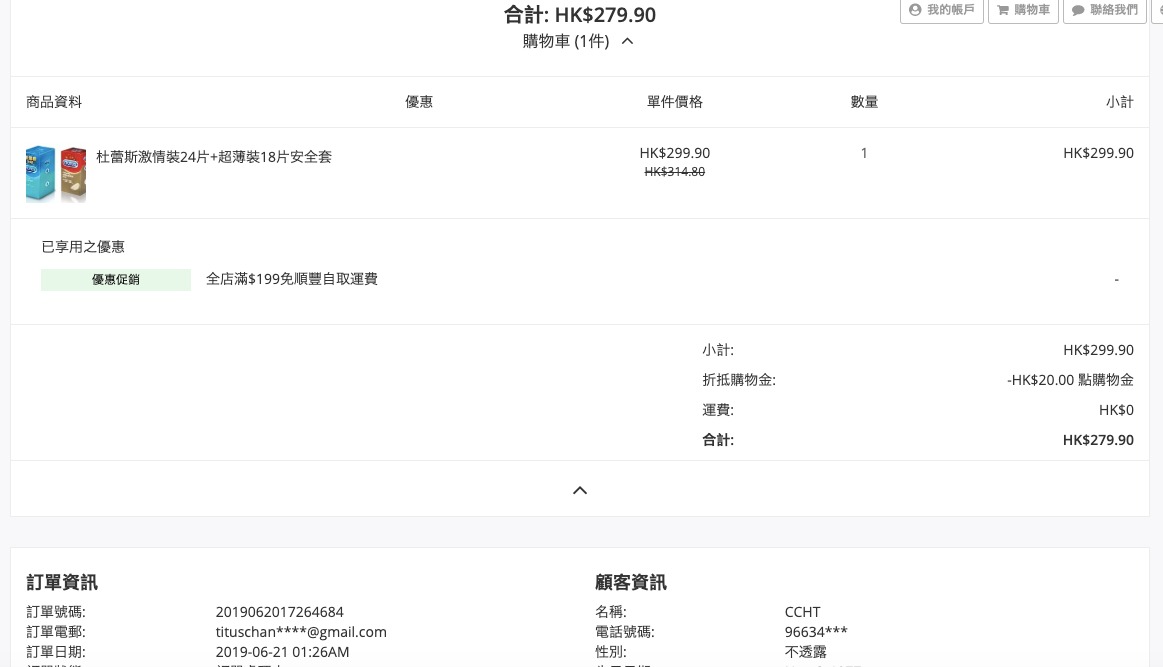 合計: HK$279.90
我的帳戶
購物車
聯絡我們
購物車 (1件)
商品資料 優惠 單件價格 數量 小計
杜蕾斯激情裝24片+超薄裝18片安全套 HK$299.90 1 HK$299.90
HK$314.80
已享用之優惠
優惠促銷 全店滿$199免順豐自取運費 -
小計: HK$299.90
折抵購物金: -HK$20.00 點購物金
運費: HK$0
合計: HK$279.90
訂單資訊
訂單號碼: 2019062017264684
訂單電郵: tituschan****@gmail.com
訂單日期: 2019-06-21 01:26AM
顧客資訊
名稱: CCHT
電話號碼: 96634***
性別: 不透露